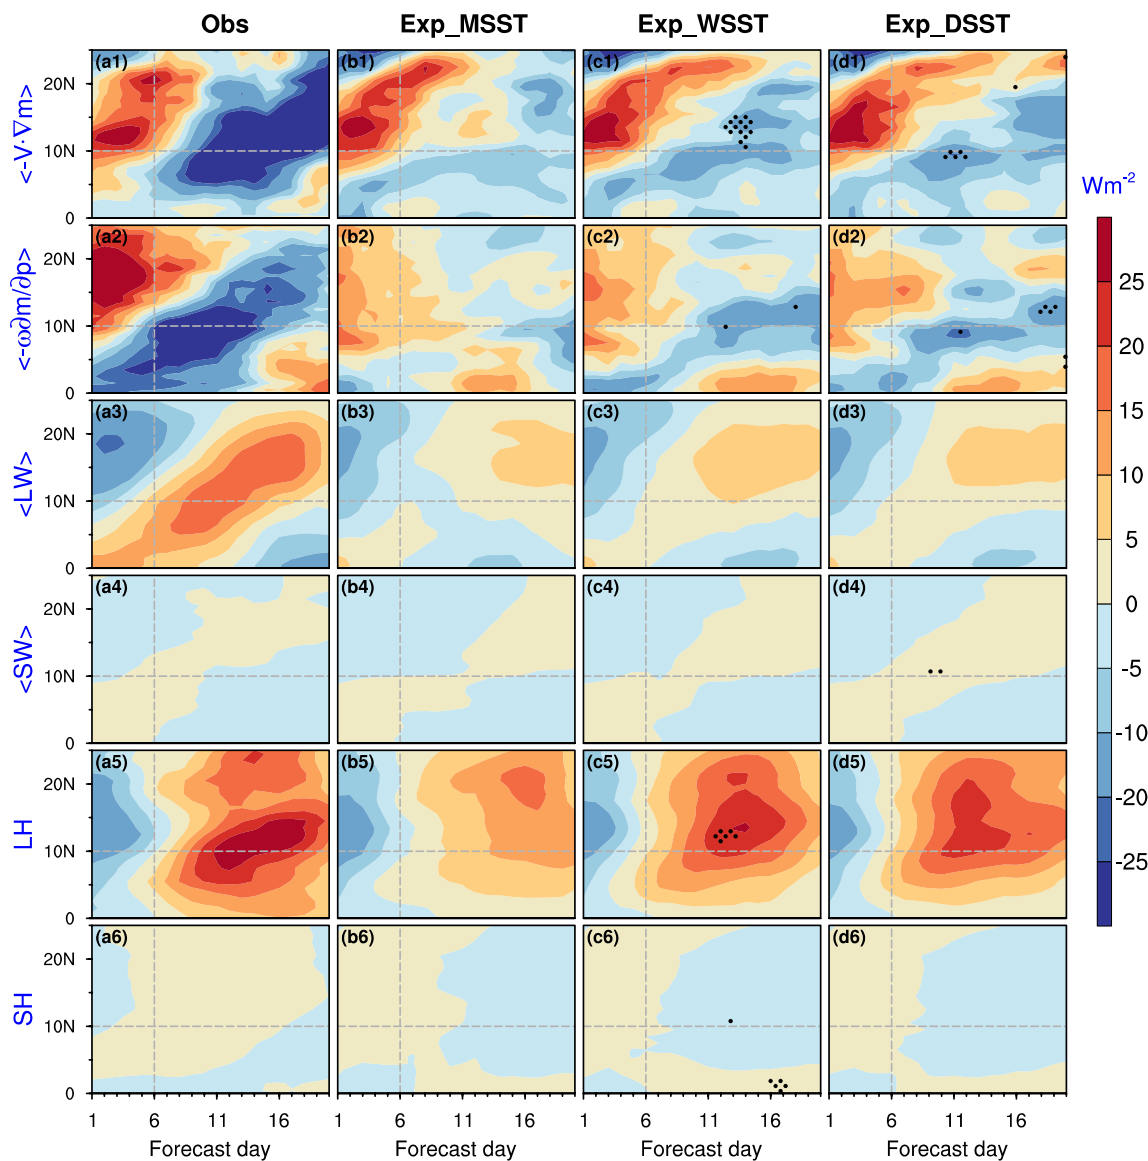 Obs Exp_MSST Exp_WSST Exp_DSST
<-V·∇m>
20N
10N
0
(a1) (b1) (c1) (d1)
<-ω∂m/∂p>
20N
10N
0
(a2) (b2) (c2) (d2)
<LW>
20N
10N
0
(a3) (b3) (c3) (d3)
<SW>
20N
10N
0
(a4) (b4) (c4) (d4)
LH
20N
10N
0
(a5) (b5) (c5) (d5)
SH
20N
10N
0
(a6) (b6) (c6) (d6)
1 6 11 16 1 6 11 16 1 6 11 16 1 6 11 16
Forecast day Forecast day Forecast day Forecast day
Wm⁻²
25
20
15
10
5
0
-5
-10
-15
-20
-25